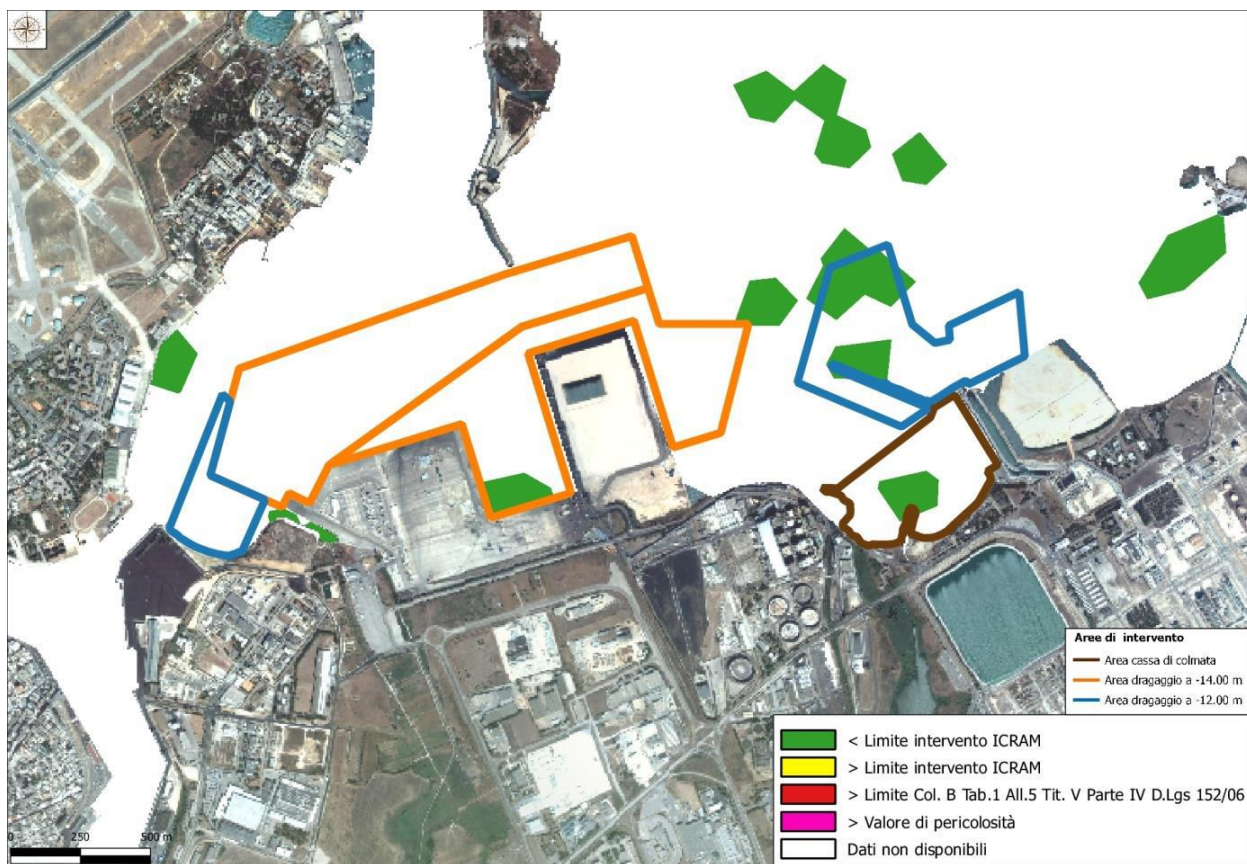 Aree di intervento
Area cassa di colmata
Area dragaggio a -14.00 m
Area dragaggio a -12.00 m
< Limite intervento ICRAM
> Limite intervento ICRAM
> Limite Col. B Tab.1 All.5 Tit. V Parte IV D.Lgs 152/06
> Valore di pericolosità
Dati non disponibili
0 250 500 m